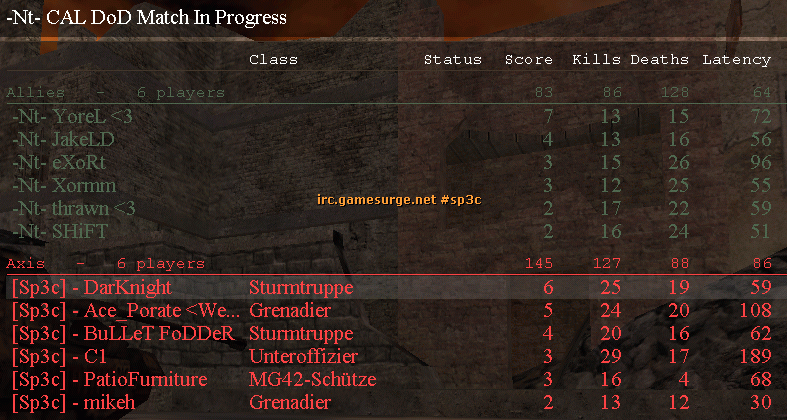 -Nt- CAL DoD Match In Progress
Class Status Score Kills Deaths Latency
Allies - 6 players 83 86 128 64
-Nt- YoreL <3 7 13 15 72
-Nt- JakeLD 4 13 16 56
-Nt- eXoRt 3 15 26 96
-Nt- Xormm 3 12 25 55
irc.gamesurge.net #sp3c
-Nt- thrawn <3 2 17 22 59
-Nt- SHiFT 2 16 24 51
Axis - 6 players 145 127 88 86
[Sp3c] - DarKnight Sturmtruppe 6 25 19 59
[Sp3c] - Ace_Porate <We... Grenadier 5 24 20 108
[Sp3c] - BuLLeT FoDDeR Sturmtruppe 4 20 16 62
[Sp3c] - C1 Unteroffizier 3 29 17 189
[Sp3c] - PatioFurniture MG42-Schütze 3 16 4 68
[Sp3c] - mikeh Grenadier 2 13 12 30